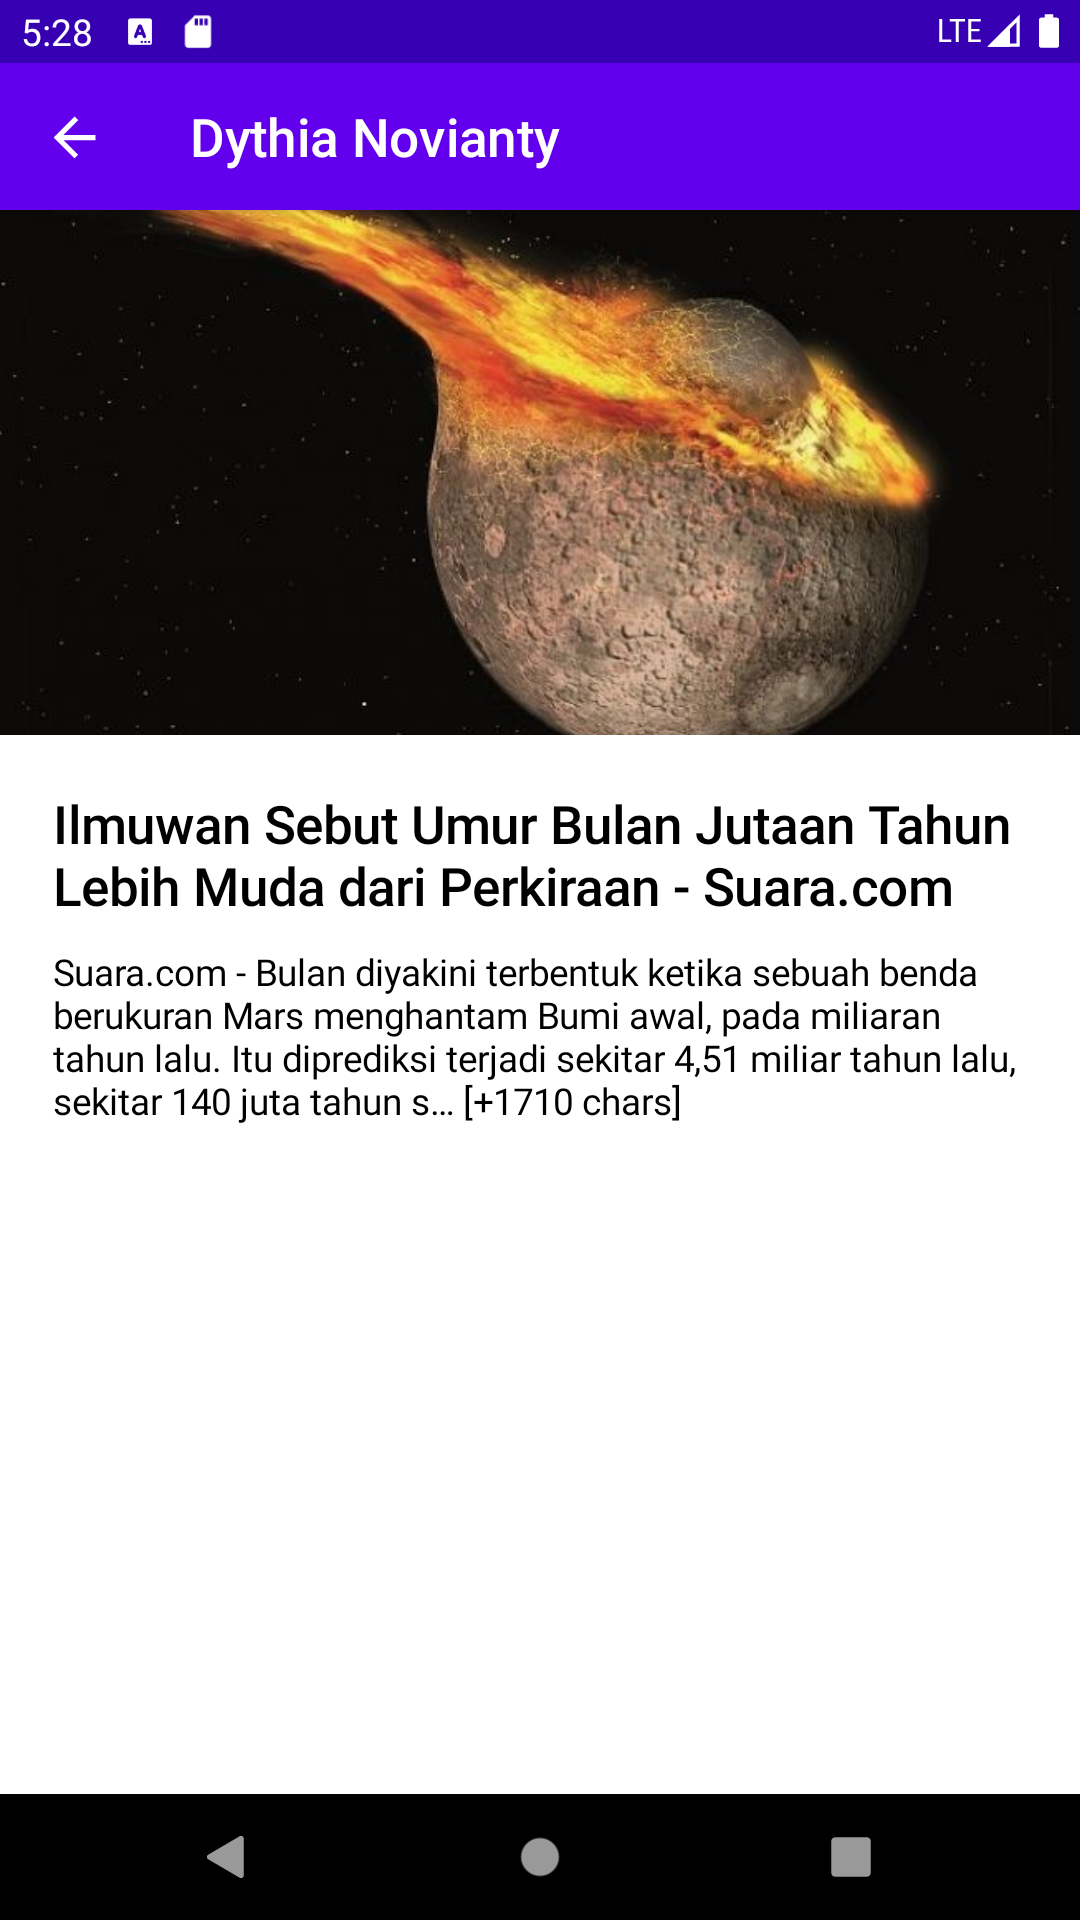 5:28
A
LTE
Dythia Novianty
Ilmuwan Sebut Umur Bulan Jutaan Tahun
Lebih Muda dari Perkiraan - Suara.com
Suara.com - Bulan diyakini terbentuk ketika sebuah benda
berukuran Mars menghantam Bumi awal, pada miliaran
tahun lalu. Itu diprediksi terjadi sekitar 4,51 miliar tahun lalu,
sekitar 140 juta tahun s… [+1710 chars]